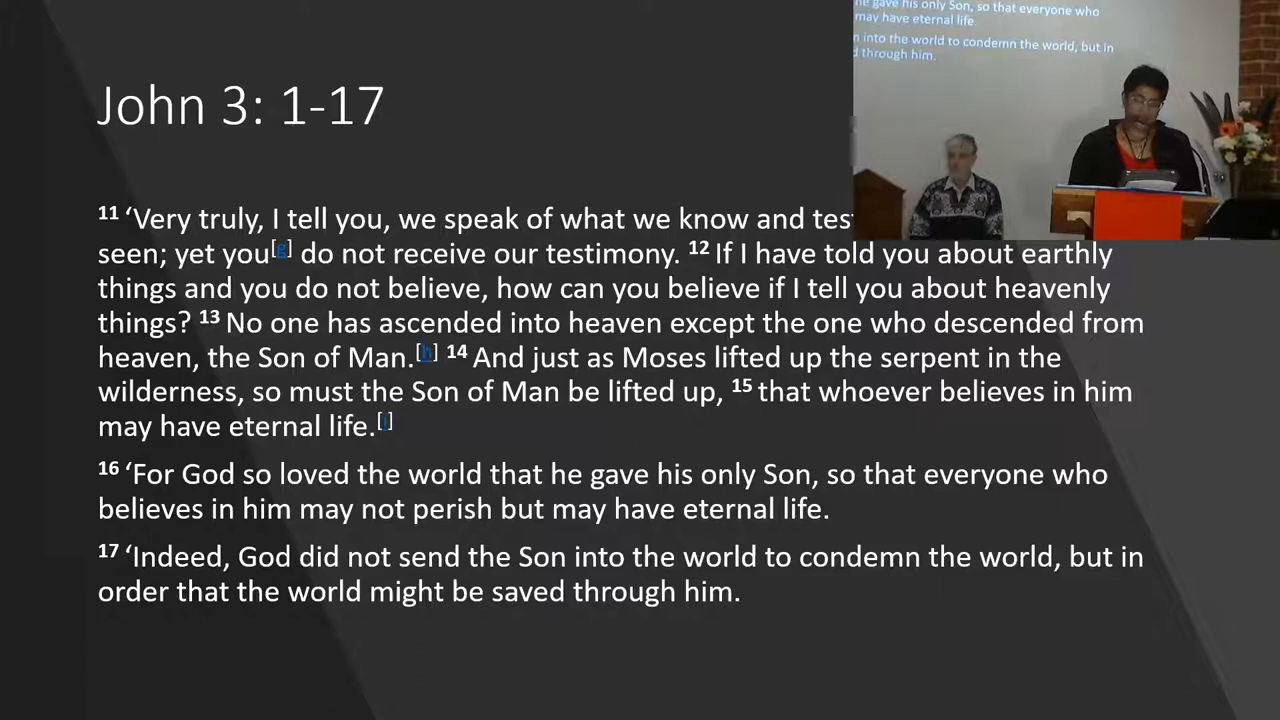 he gave his only Son, so that everyone who
may have eternal life.
into the world to condemn the world, but in
through him.
John 3: 1-17
11 ‘Very truly, I tell you, we speak of what we know and
seen; yet you[g] do not receive our testimony. 12 If I have told you about earthly
things and you do not believe, how can you believe if I tell you about heavenly
things? 13 No one has ascended into heaven except the one who descended from
heaven, the Son of Man.[h] 14 And just as Moses lifted up the serpent in the
wilderness, so must the Son of Man be lifted up, 15 that whoever believes in him
may have eternal life.[i]
16 ‘For God so loved the world that he gave his only Son, so that everyone who
believes in him may not perish but may have eternal life.
17 ‘Indeed, God did not send the Son into the world to condemn the world, but in
order that the world might be saved through him.